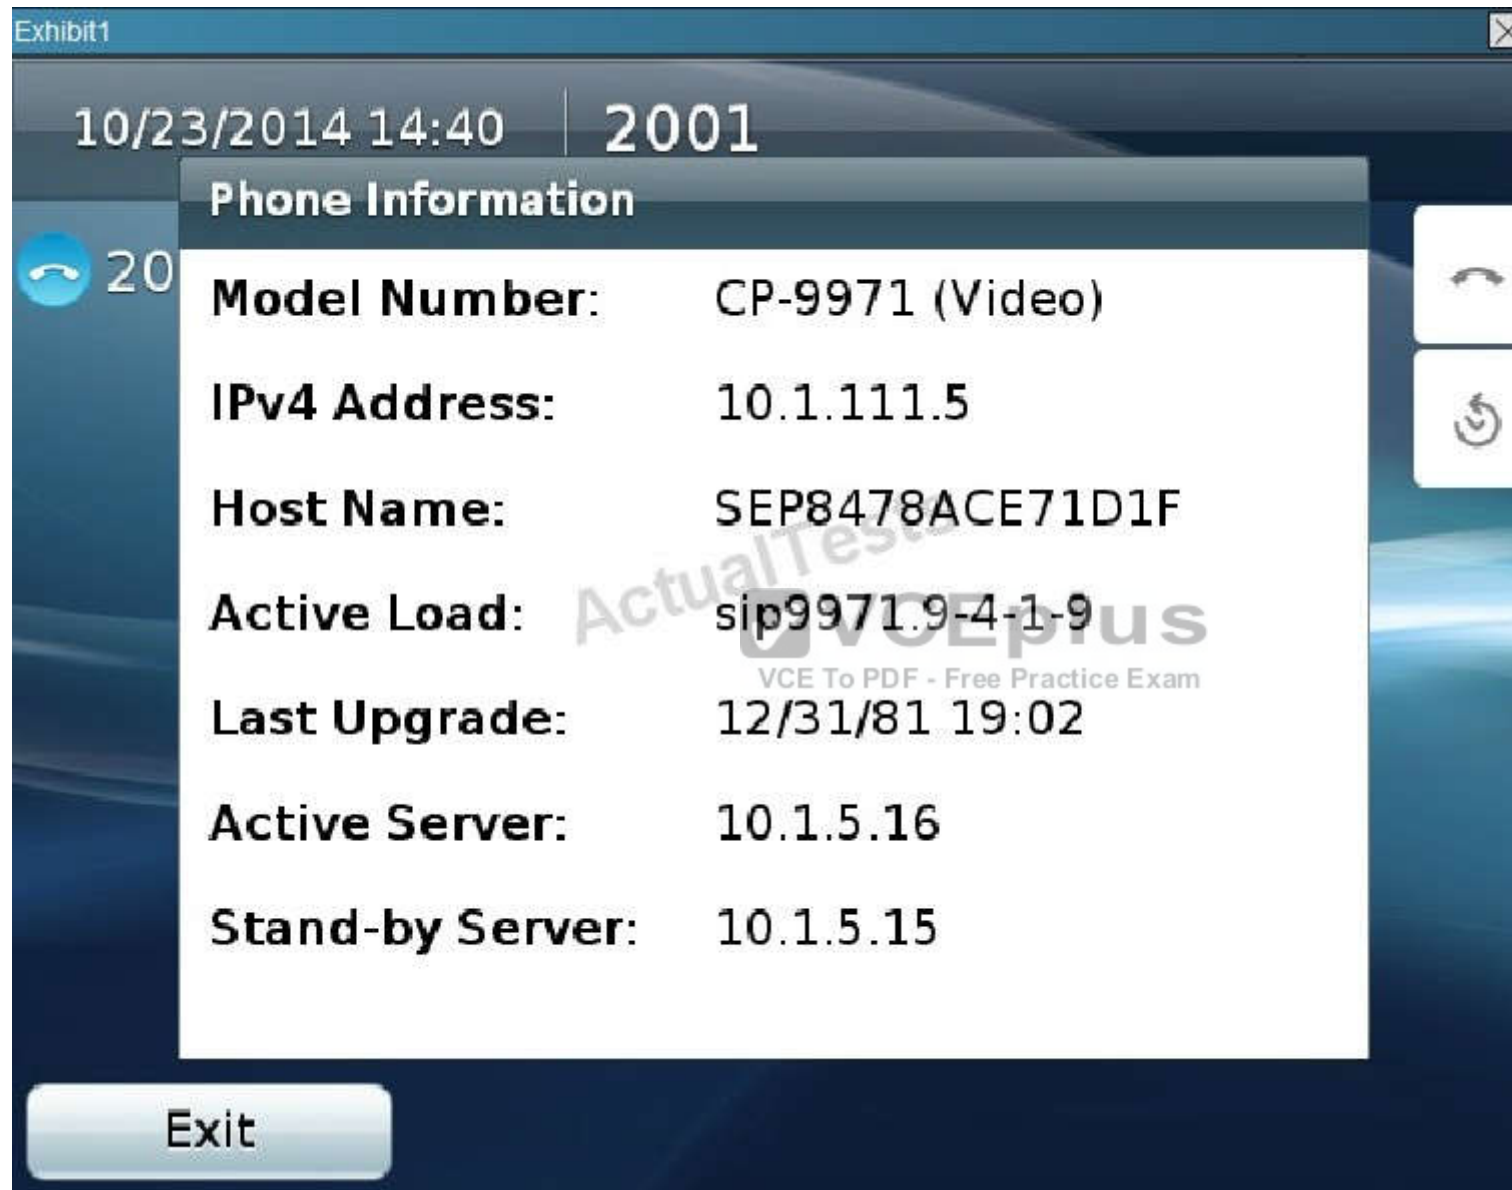 Exhibit1
10/23/2014 14:40 2001
Phone Information
20
Model Number: CP-9971 (Video)
IPv4 Address: 10.1.111.5
Host Name: SEP8478ACE71D1F
Active Load: sip9971.9-4-1-9
ActualTests
VCEplus
VCE To PDF - Free Practice Exam
Last Upgrade: 12/31/81 19:02
Active Server: 10.1.5.16
Stand-by Server: 10.1.5.15
Exit